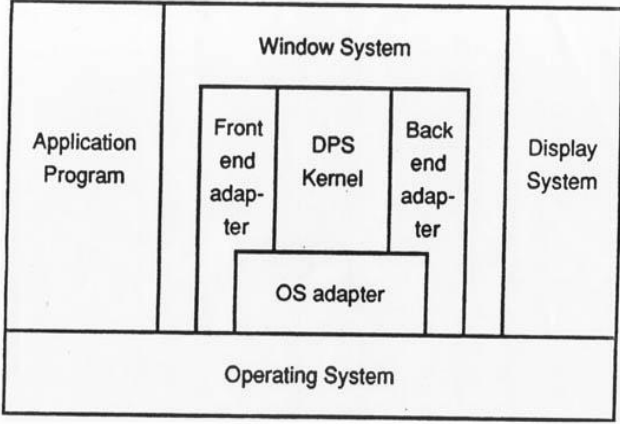 Window System
Application
Program
Front
end
adap-
ter
DPS
Kernel
Back
end
adap-
ter
Display
System
OS adapter
Operating System